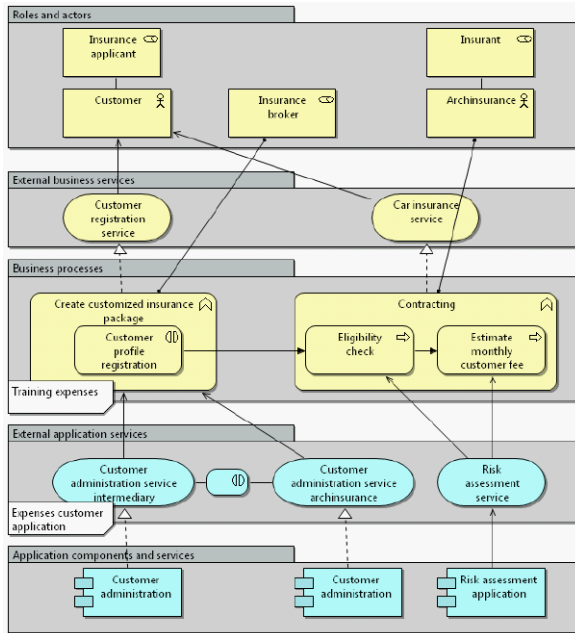 Roles and actors
Insurance
applicant
Insurant
Customer
Insurance
broker
Archinsurance
External business services
Customer
registration
service
Car insurance
service
Business processes
Create customized insurance
package
Contracting
Customer
profile
registration
Eligibility
check
Estimate
monthly
customer fee
Training expenses
External application services
Customer
administration service
intermediary
Customer
administration service
archinsurance
Risk
assessment
service
Expenses customer
application
Application components and services
Customer
administration
Customer
administration
Risk assessment
application